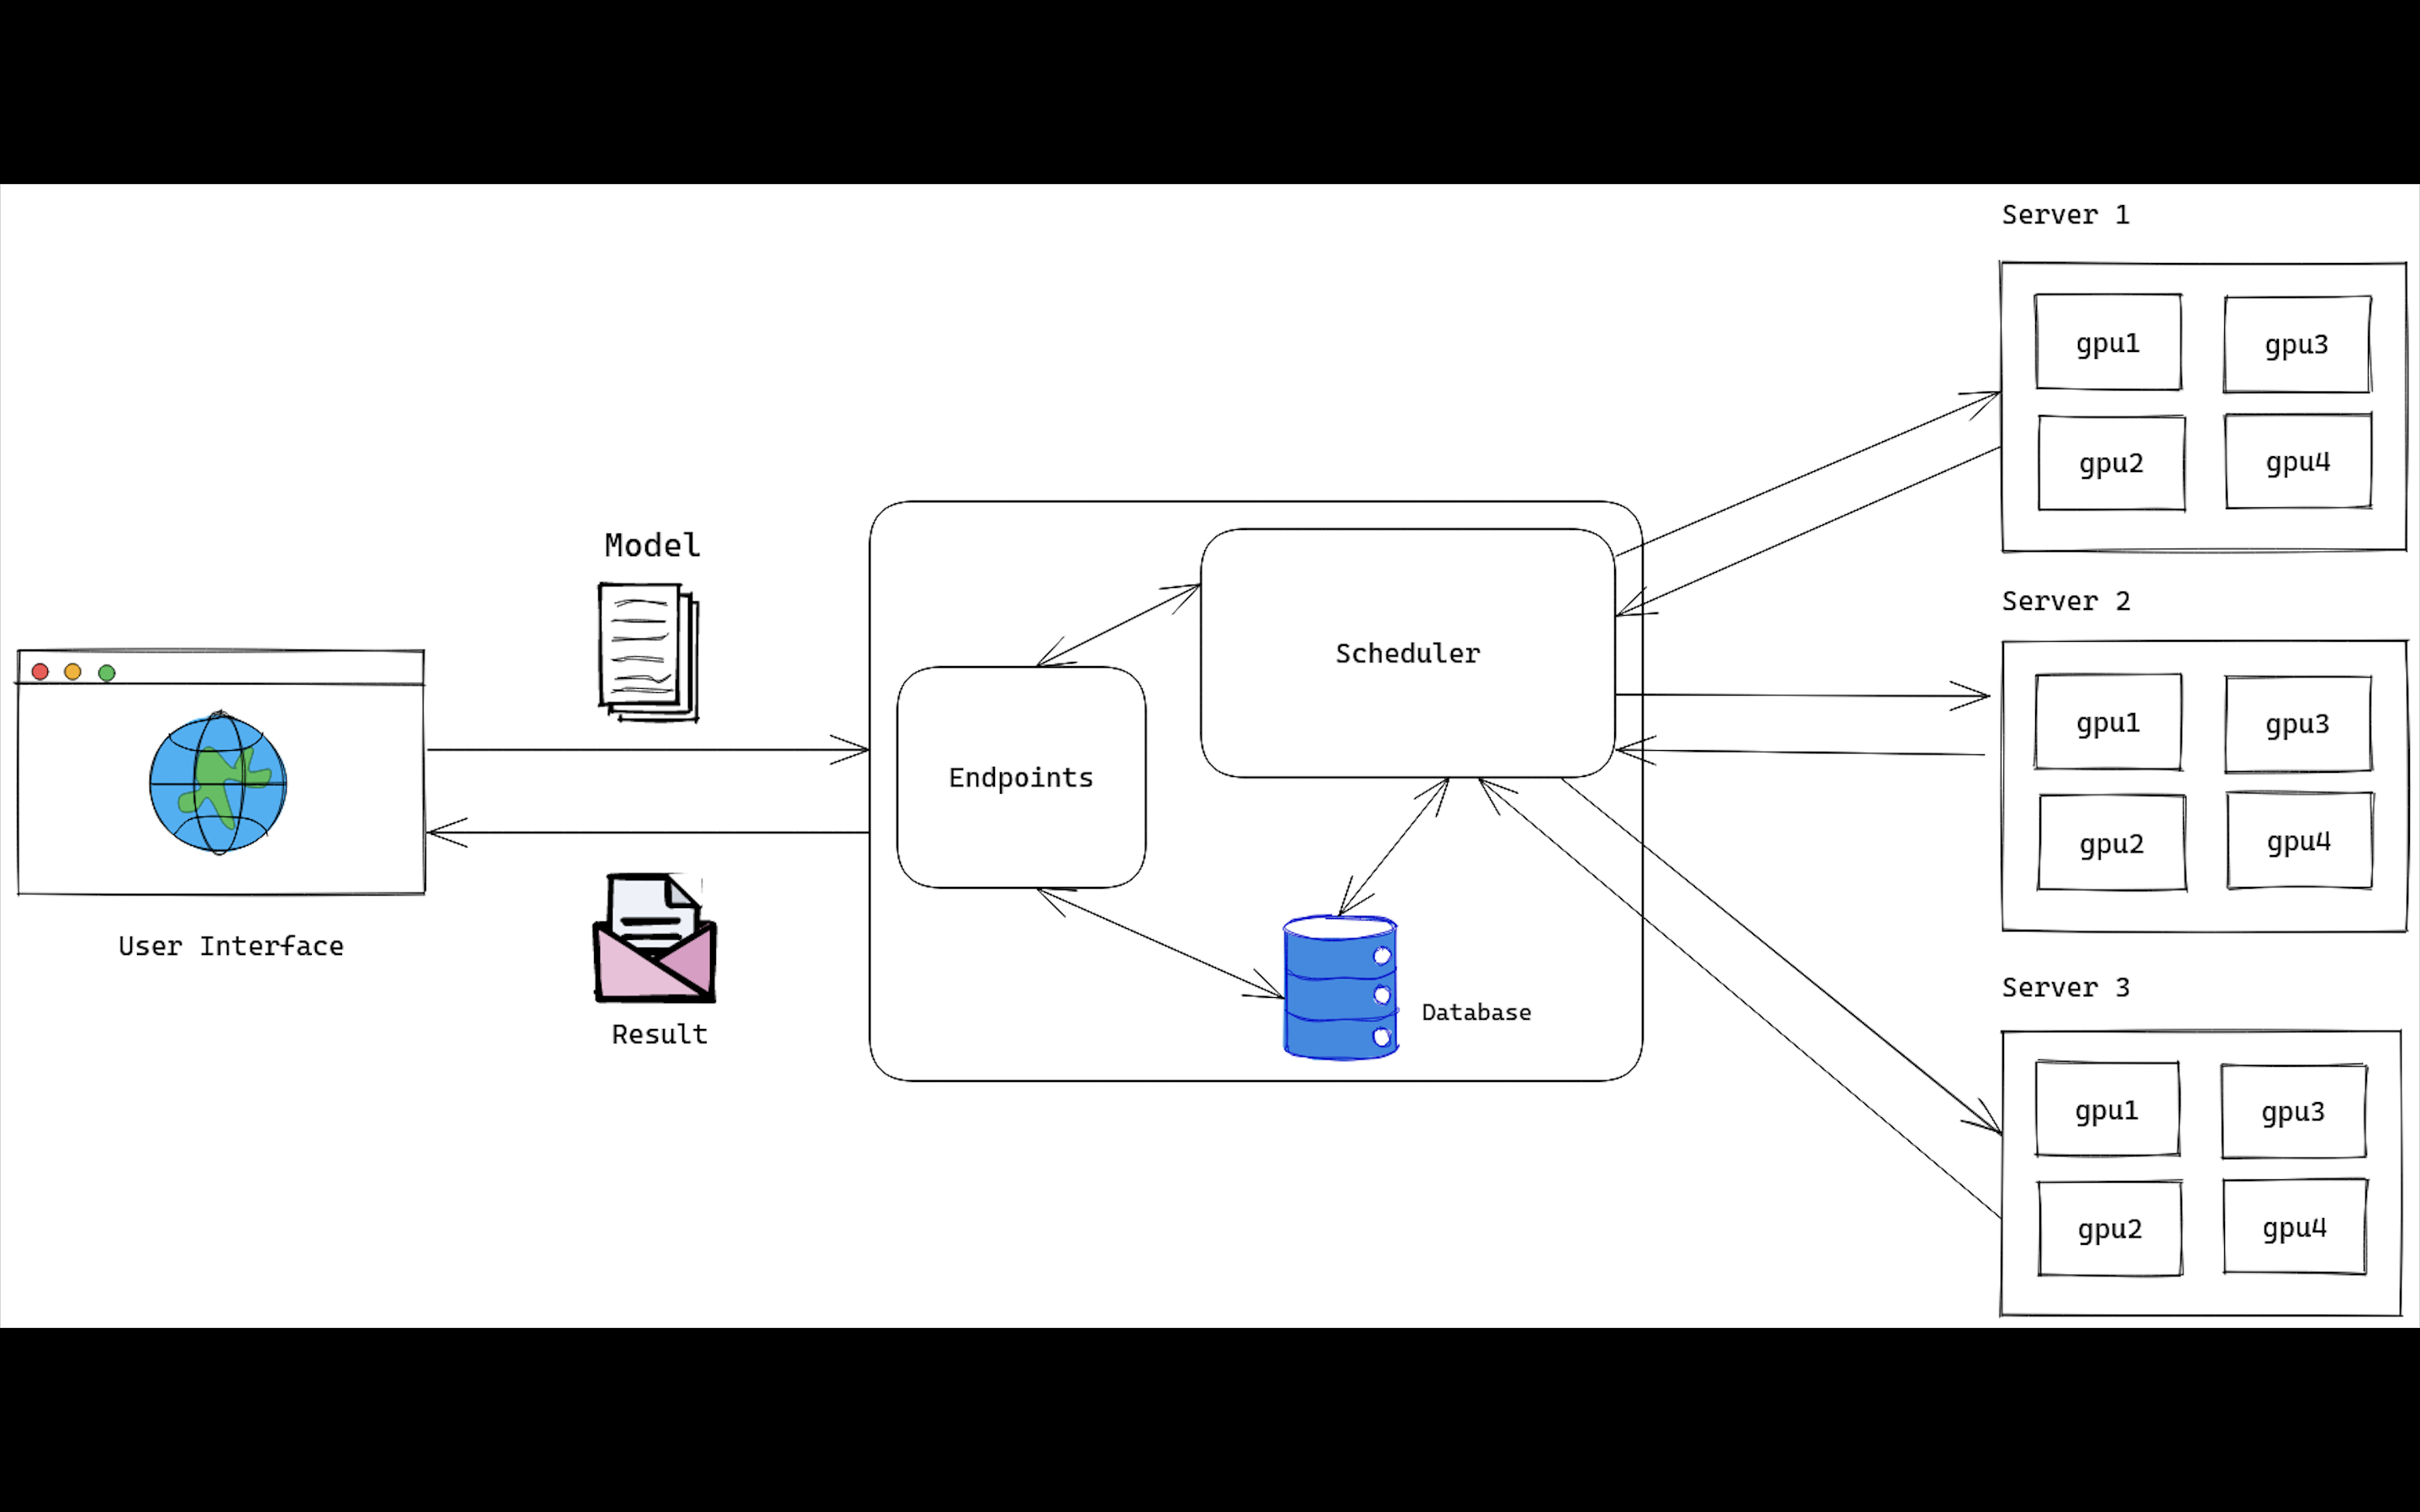 Server 1
gpu1
gpu3
gpu2
gpu4
Model
Server 2
Scheduler
gpu1
gpu3
Endpoints
gpu2
gpu4
User Interface
Server 3
Database
Result
gpu1
gpu3
gpu2
gpu4